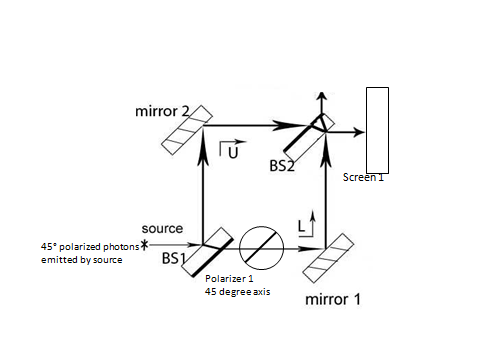 mirror 2
U
BS2
Screen 1
source
L
45° polarized photons
emitted by source
BS1
Polarizer 1
45 degree axis
mirror 1